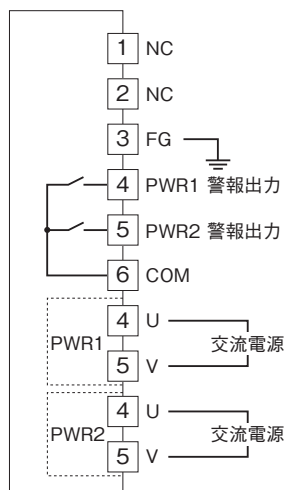 1 NC
2 NC
3 FG
4 PWR1 警報出力
5 PWR2 警報出力
6 COM
PWR1
4 U
交流電源
5 V
PWR2
4 U
交流電源
5 V